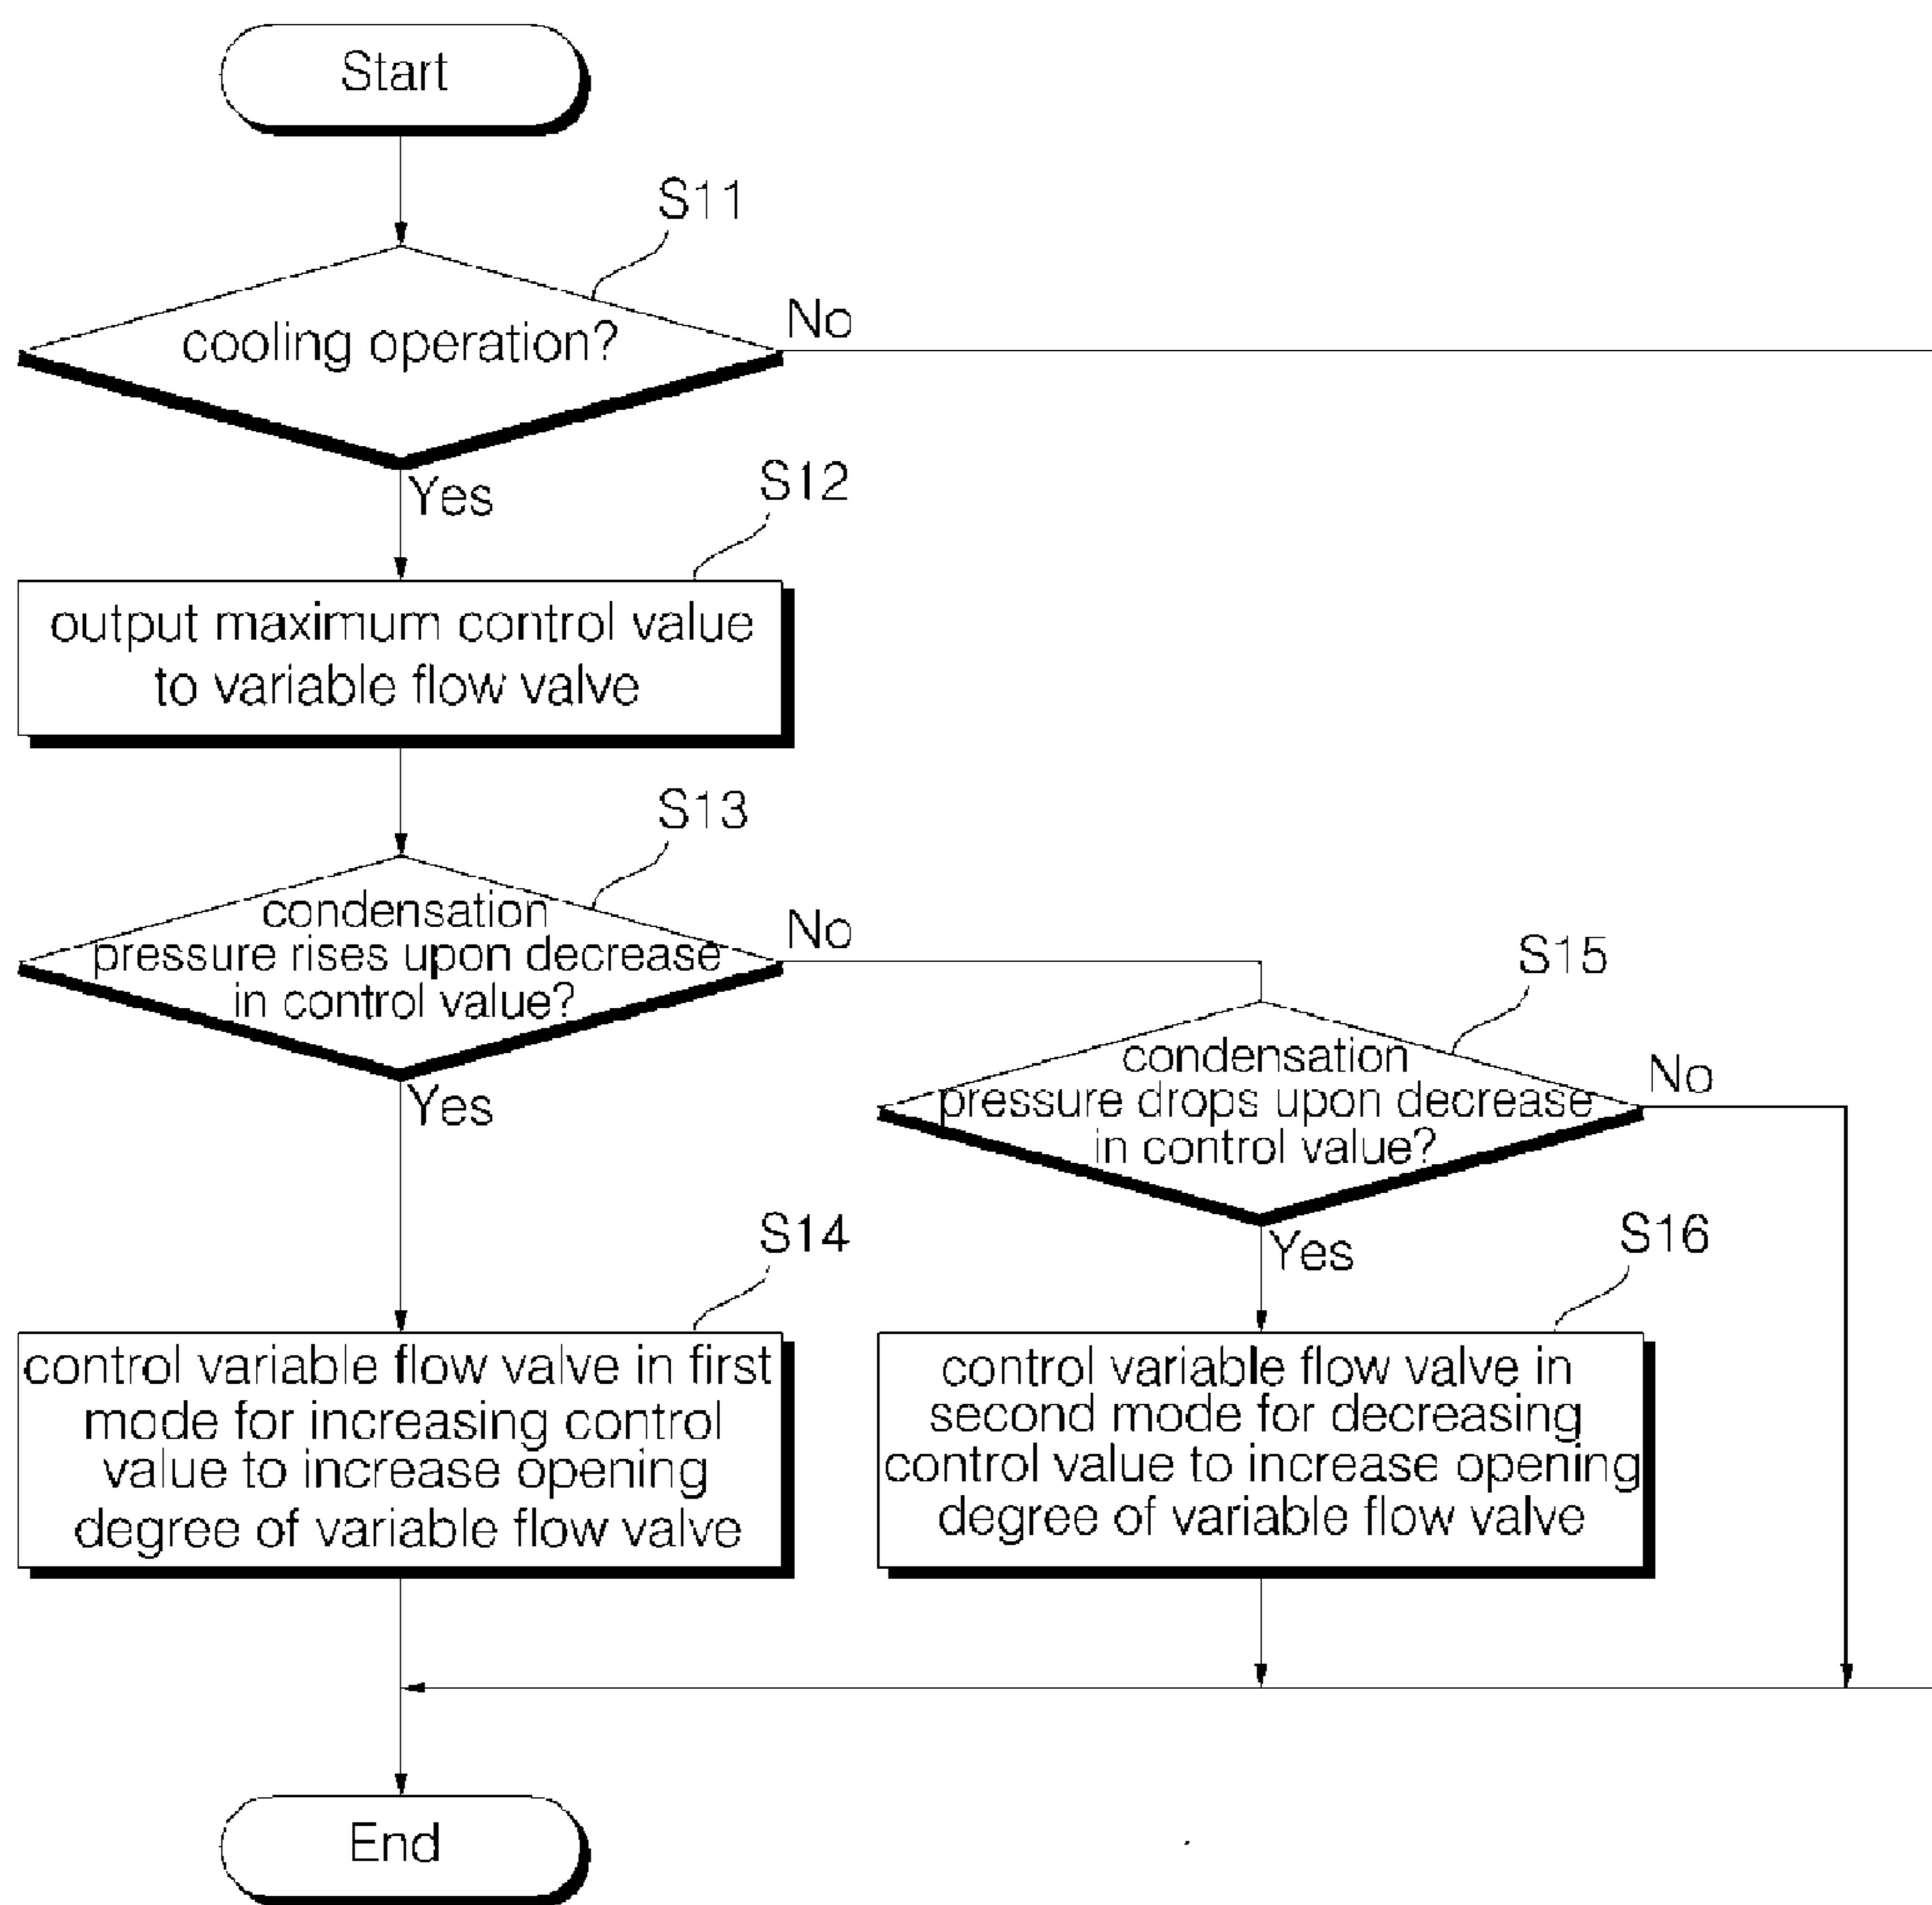 Start
S11
cooling operation?
No
Yes
S12
output maximum control value
to variable flow valve
S13
condensation
pressure rises upon decrease
in control value?
No
Yes
S15
condensation
pressure drops upon decrease
in control value?
No
Yes
S14
control variable flow valve in first
mode for increasing control
value to increase opening
degree of variable flow valve
S16
control variable flow valve in
second mode for decreasing
control value to increase opening
degree of variable flow valve
End